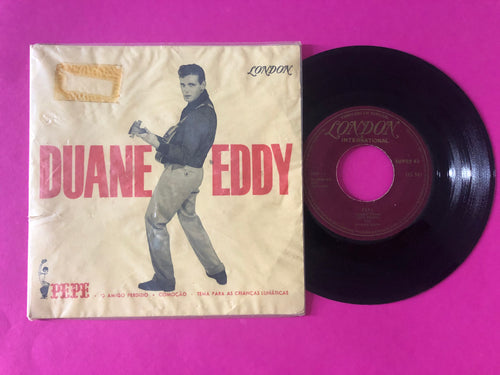 LONDON
DUANE EDDY
PEPE • O AMIGO PERDIDO • COMOÇÃO • TEMA PARA AS CRIANÇAS LUNÁTICAS
LONDON
INTERNATIONAL